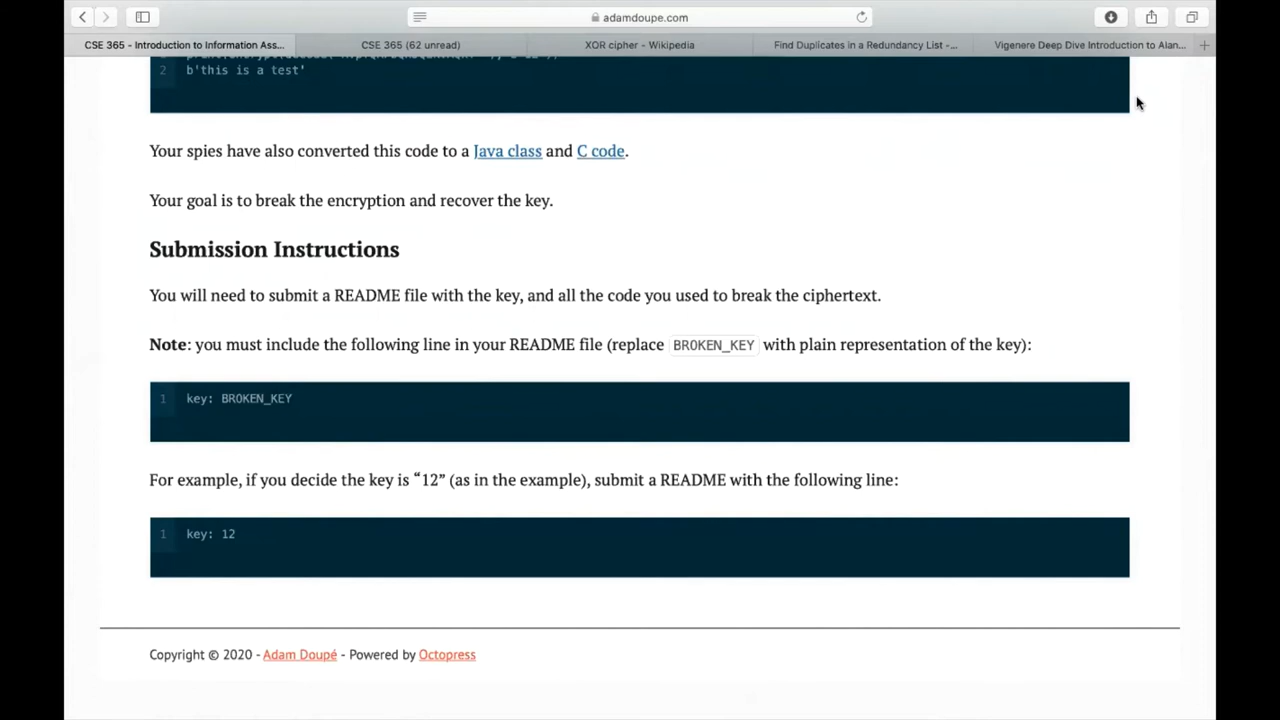 adamdoupe.com
CSE 365 - Introduction to Information Ass...
CSE 365 (62 unread)
XOR cipher - Wikipedia
Find Duplicates in a Redundancy List -...
Vigenere Deep Dive Introduction to Alan...
2 b'this is a test'
Your spies have also converted this code to a Java class and C code.
Your goal is to break the encryption and recover the key.
Submission Instructions
You will need to submit a README file with the key, and all the code you used to break the ciphertext.
Note: you must include the following line in your README file (replace BROKEN_KEY with plain representation of the key):
1 key: BROKEN_KEY
For example, if you decide the key is “12” (as in the example), submit a README with the following line:
1 key: 12
Copyright © 2020 - Adam Doupé - Powered by Octopress